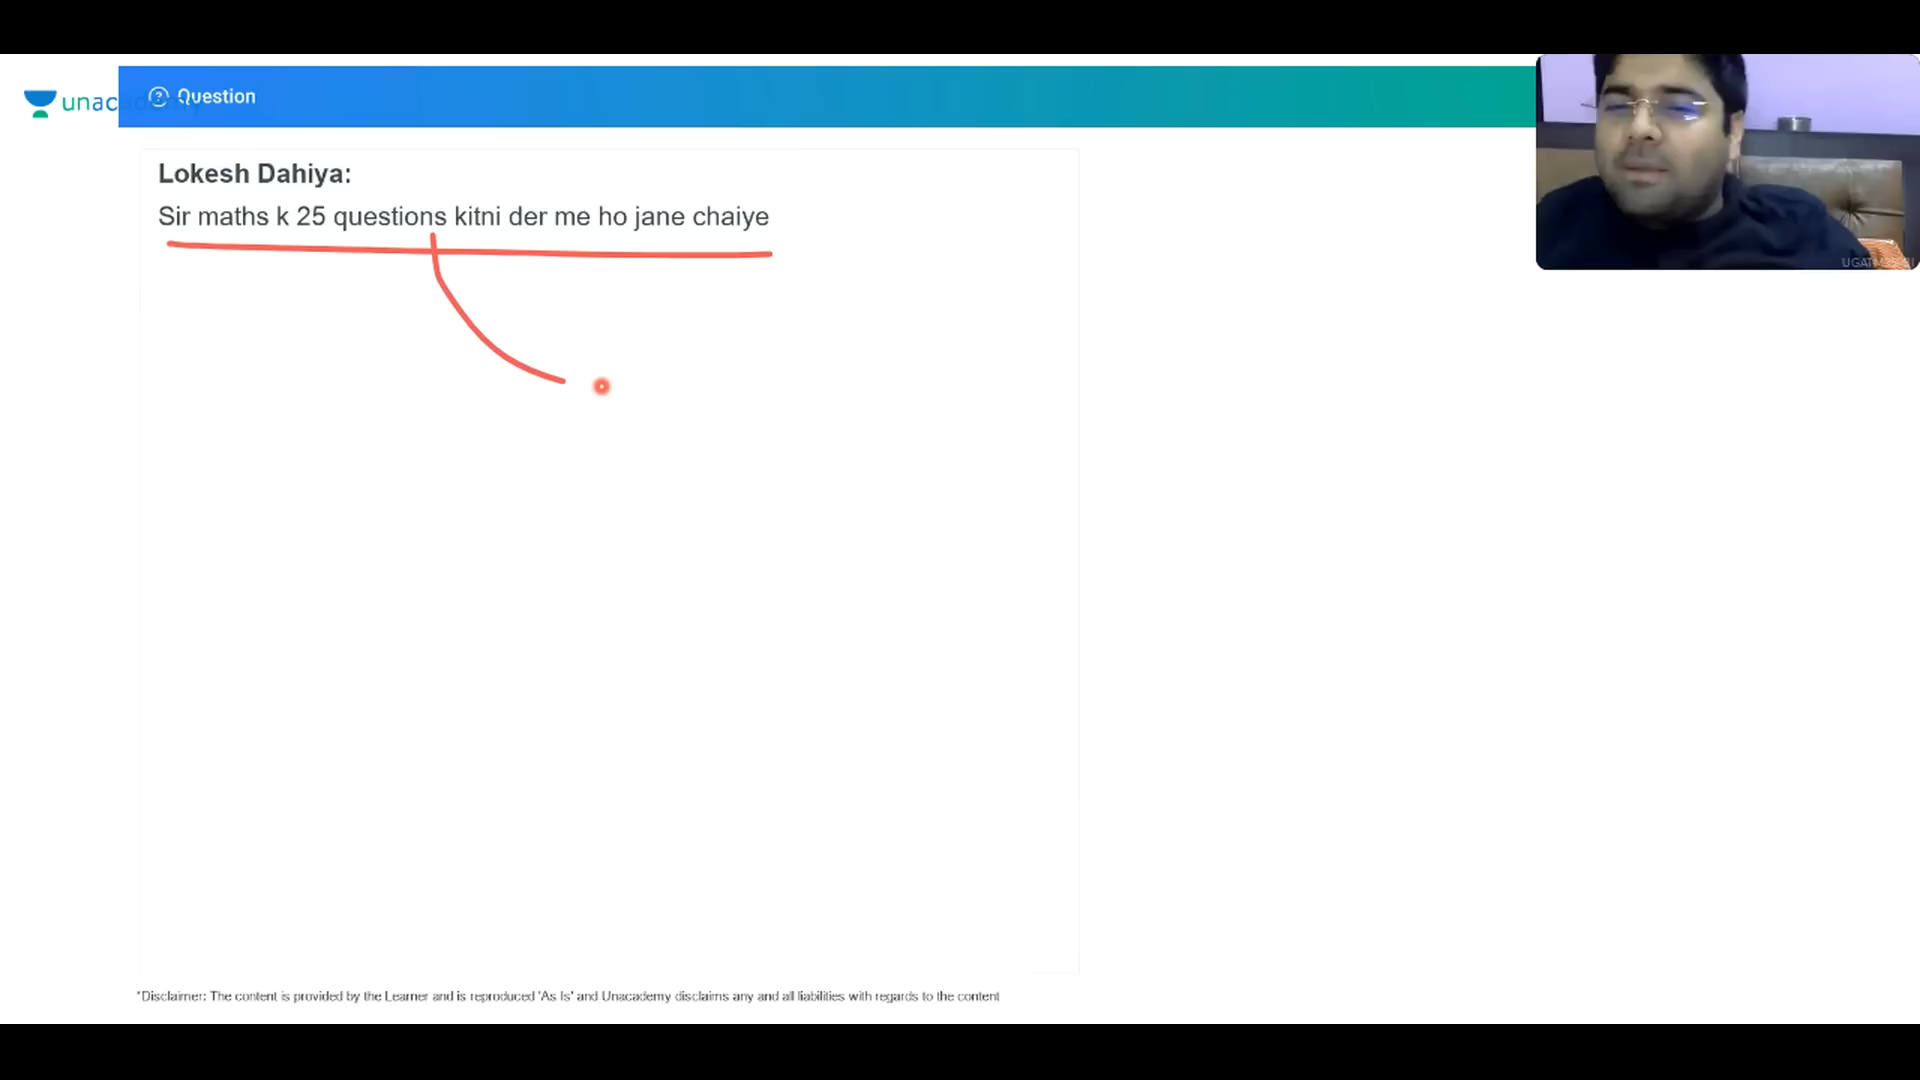 unacademy
Question
Lokesh Dahiya:
Sir maths k 25 questions kitni der me ho jane chaiye
*Disclaimer: The content is provided by the Learner and is reproduced 'As Is' and Unacademy disclaims any and all liabilities with regards to the content